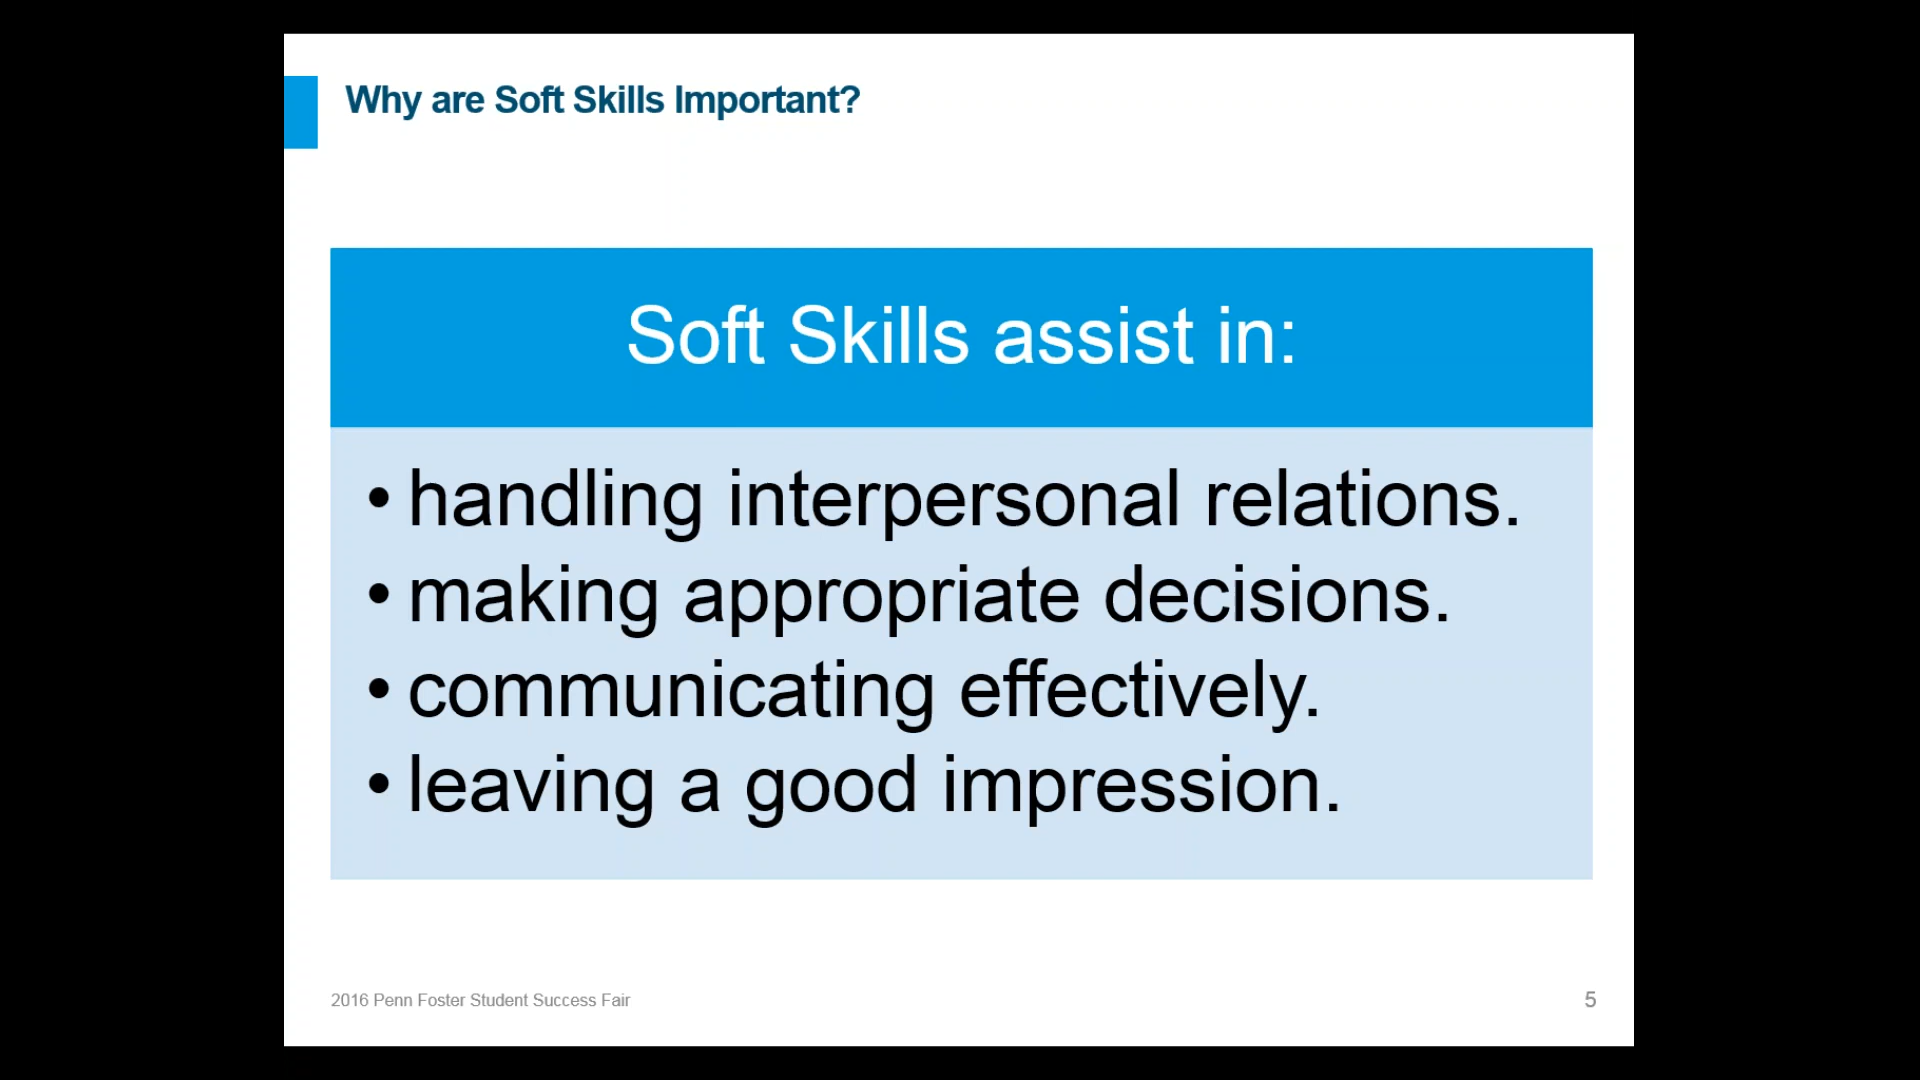 Why are Soft Skills Important?
Soft Skills assist in:
• handling interpersonal relations.
• making appropriate decisions.
• communicating effectively.
• leaving a good impression.
2016 Penn Foster Student Success Fair
5